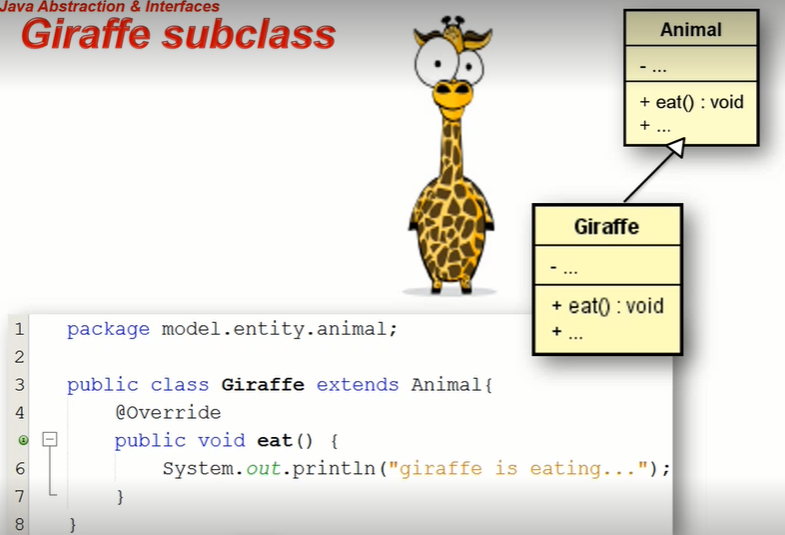 Java Abstraction & Interfaces
Giraffe subclass
Animal
- ...
+ eat() : void
+ ...
Giraffe
- ...
+ eat() : void
+ ...
1 package model.entity.animal;
2
3 public class Giraffe extends Animal{
4 @Override
public void eat() {
6 System.out.println("giraffe is eating...");
7 }
8 }